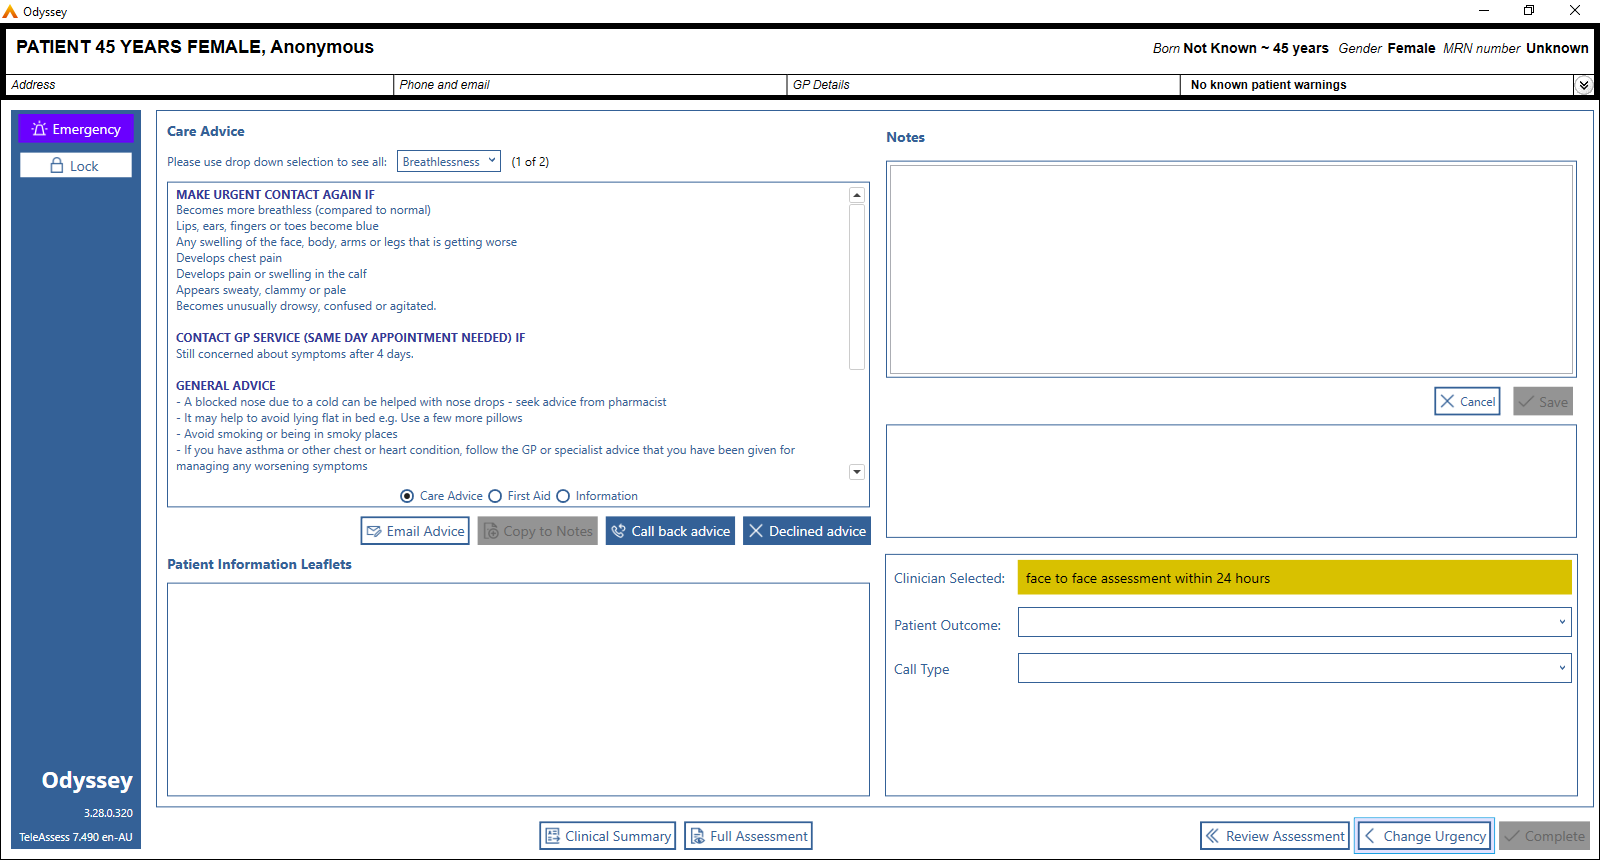 Odyssey
PATIENT 45 YEARS FEMALE, Anonymous
Born Not Known ~ 45 years Gender Female MRN number Unknown
Address
Phone and email
GP Details
No known patient warnings
Emergency
Lock
Care Advice
Please use drop down selection to see all: Breathlessness (1 of 2)
MAKE URGENT CONTACT AGAIN IF
Becomes more breathless (compared to normal)
Lips, ears, fingers or toes become blue
Any swelling of the face, body, arms or legs that is getting worse
Develops chest pain
Develops pain or swelling in the calf
Appears sweaty, clammy or pale
Becomes unusually drowsy, confused or agitated.
CONTACT GP SERVICE (SAME DAY APPOINTMENT NEEDED) IF
Still concerned about symptoms after 4 days.
GENERAL ADVICE
- A blocked nose due to a cold can be helped with nose drops - seek advice from pharmacist
- It may help to avoid lying flat in bed e.g. Use a few more pillows
- Avoid smoking or being in smoky places
- If you have asthma or other chest or heart condition, follow the GP or specialist advice that you have been given for
managing any worsening symptoms
Care Advice First Aid Information
Email Advice Copy to Notes Call back advice Declined advice
Patient Information Leaflets
Notes
Cancel Save
Clinician Selected: face to face assessment within 24 hours
Patient Outcome:
Call Type
Odyssey
3.28.0.320
TeleAssess 7.490 en-AU
Clinical Summary Full Assessment Review Assessment Change Urgency Complete